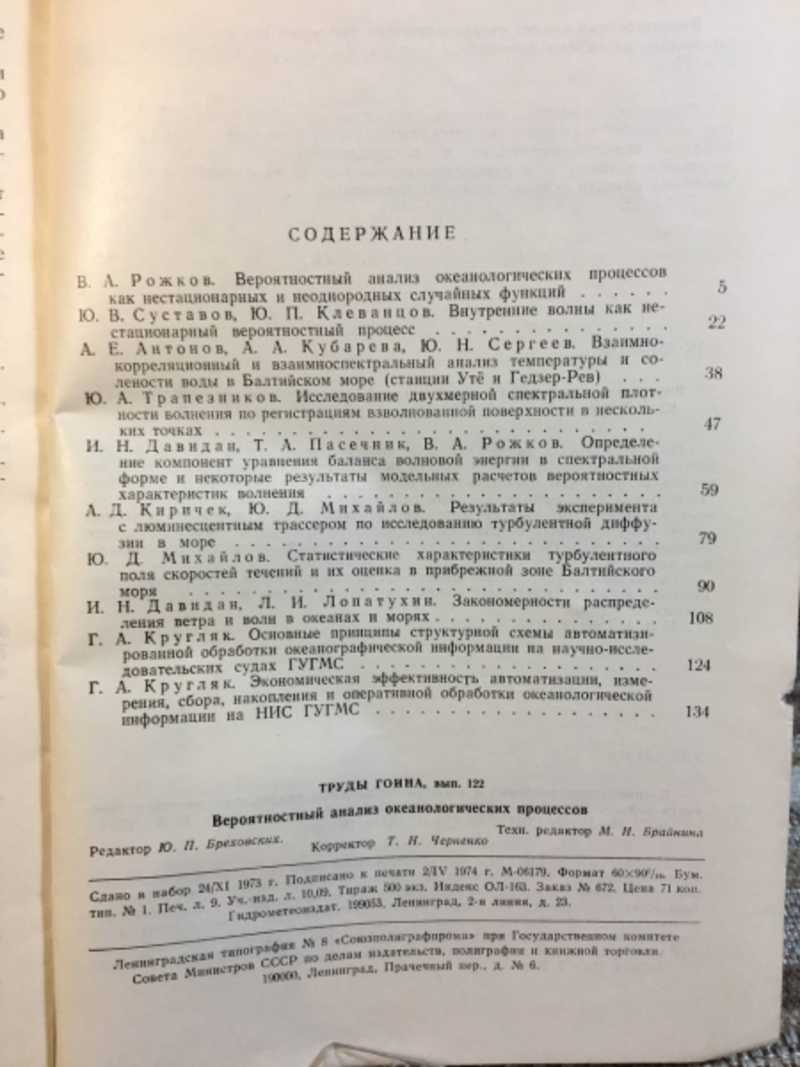 СОДЕРЖАНИЕ
В. А. Рожков. Вероятностный анализ океанологических процессов
как нестационарных и неоднородных случайных функций . . . . . . 5
Ю. В. Суставов, Ю. П. Клеванцов. Внутренние волны как не-
стационарный вероятностный процесс . . . . . . . . . . . . . . 22
А. Е. Антонов, А. А. Кубарева, Ю. Н. Сергеев. Взаимно-
корреляционный и взаимноспектральный анализ температуры и со-
лености воды в Балтийском море (станции Утё и Гедзер-Рев) . . . 38
Ю. А. Трапезников. Исследование двухмерной спектральной плот-
ности волнения по регистрациям взволнованной поверхности в несколь-
ких точках . . . . . . . . . . . . . . . . . . . . . . . . . . 47
И. Н. Давидан, Т. А. Пасечник, В. А. Рожков. Определе-
ние компонент уравнения баланса волновой энергии в спектральной
форме и некоторые результаты модельных расчетов вероятностных
характеристик волнения . . . . . . . . . . . . . . . . . . . . 59
А. Д. Киричек, Ю. Д. Михайлов. Результаты эксперимента
с люминесцентным трассером по исследованию турбулентной диффу-
зии в море . . . . . . . . . . . . . . . . . . . . . . . . . . 79
Ю. Д. Михайлов. Статистические характеристики турбулентного
поля скоростей течений и их оценка в прибрежной зоне Балтийского
моря . . . . . . . . . . . . . . . . . . . . . . . . . . . . . 90
И. Н. Давидан, Л. И. Лопатухин. Закономерности распреде-
ления ветра и волн в океанах и морях . . . . . . . . . . . . . 108
Г. А. Кругляк. Основные принципы структурной схемы автоматизи-
рованной обработки океанографической информации на научно-иссле-
довательских судах ГУГМС . . . . . . . . . . . . . . . . . . . 124
Г. А. Кругляк. Экономическая эффективность автоматизации, изме-
рения, сбора, накопления и оперативной обработки океанологической
информации на НИС ГУГМС . . . . . . . . . . . . . . . . . . . . 134
ТРУДЫ ГОИНА, вып. 122
Вероятностный анализ океанологических процессов
Редактор Ю. П. Бреховских. Корректор Т. Н. Черненко Техн. редактор М. И. Брайнина
Сдано в набор 24/XI 1973 г. Подписано к печати 2/IV 1974 г. М-06179. Формат 60×90¹/₁₆. Бум.
тип. № 1. Печ. л. 9. Уч.-изд. л. 10,09. Тираж 500 экз. Индекс ОЛ-163. Заказ № 672. Цена 71 коп.
Гидрометеоиздат. 199053. Ленинград, 2-я линия, д. 23.
Ленинградская типография № 8 «Союзполиграфпрома» при Государственном комитете
Совета Министров СССР по делам издательств, полиграфии и книжной торговли.
190000, Ленинград, Прачечный пер., д. № 6.